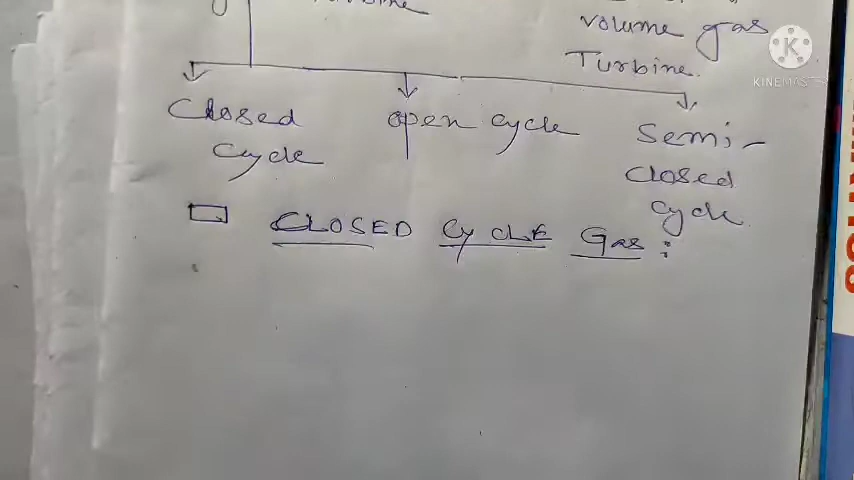 volume gas
Turbine.
KINEMASTER
Closed
Cycle
open cycle
Semi-
closed
cycle
CLOSED CYCLE Gas: